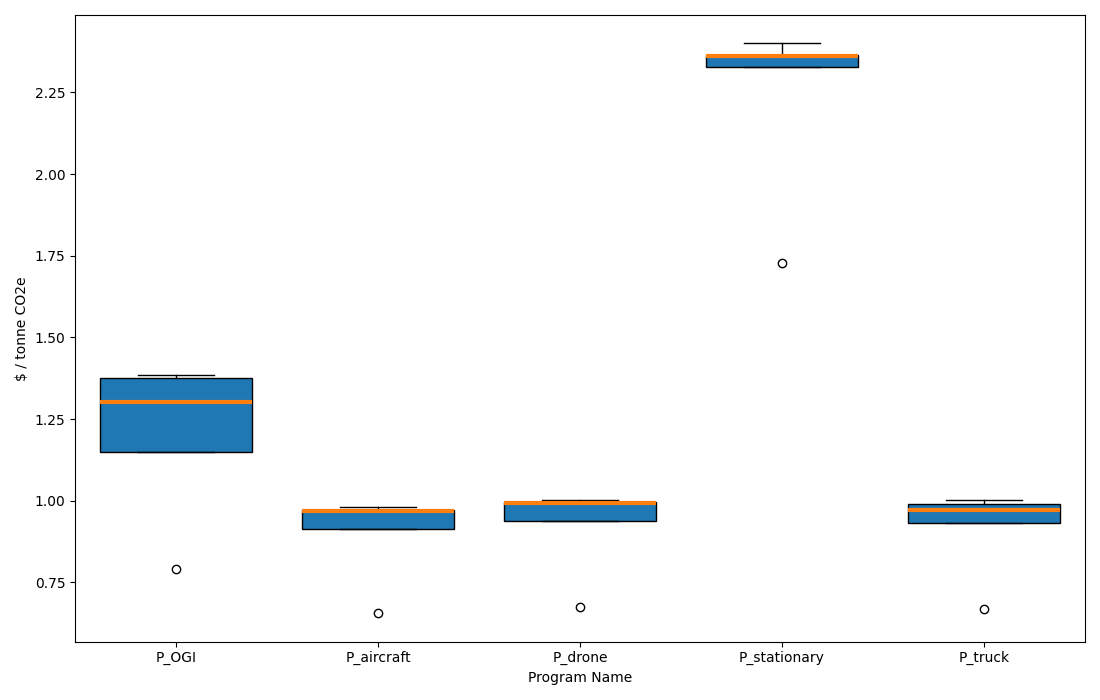 $ / tonne CO2e
2.25
2.00
1.75
1.50
1.25
1.00
0.75
P_OGI
P_aircraft
P_drone
P_stationary
P_truck
Program Name